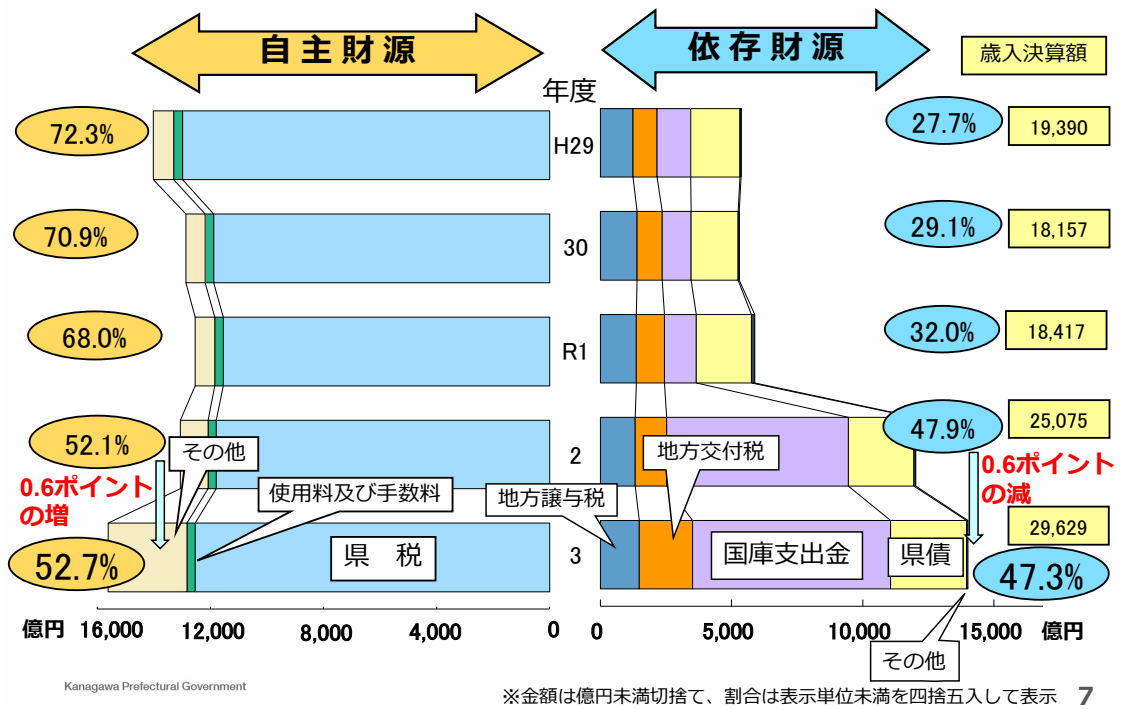 自主財源
依存財源
歳入決算額
年度
72.3%
H29
27.7%
19,390
70.9%
30
29.1%
18,157
68.0%
R1
32.0%
18,417
52.1%
2
47.9%
25,075
その他
地方交付税
0.6ポイント
の増
使用料及び手数料
地方譲与税
0.6ポイント
の減
29,629
52.7%
県 税
3
国庫支出金
県債
47.3%
億円 16,000 12,000 8,000 4,000 0
0 5,000 10,000 15,000 億円
その他
Kanagawa Prefectural Government
※金額は億円未満切捨て、割合は表示単位未満を四捨五入して表示 7